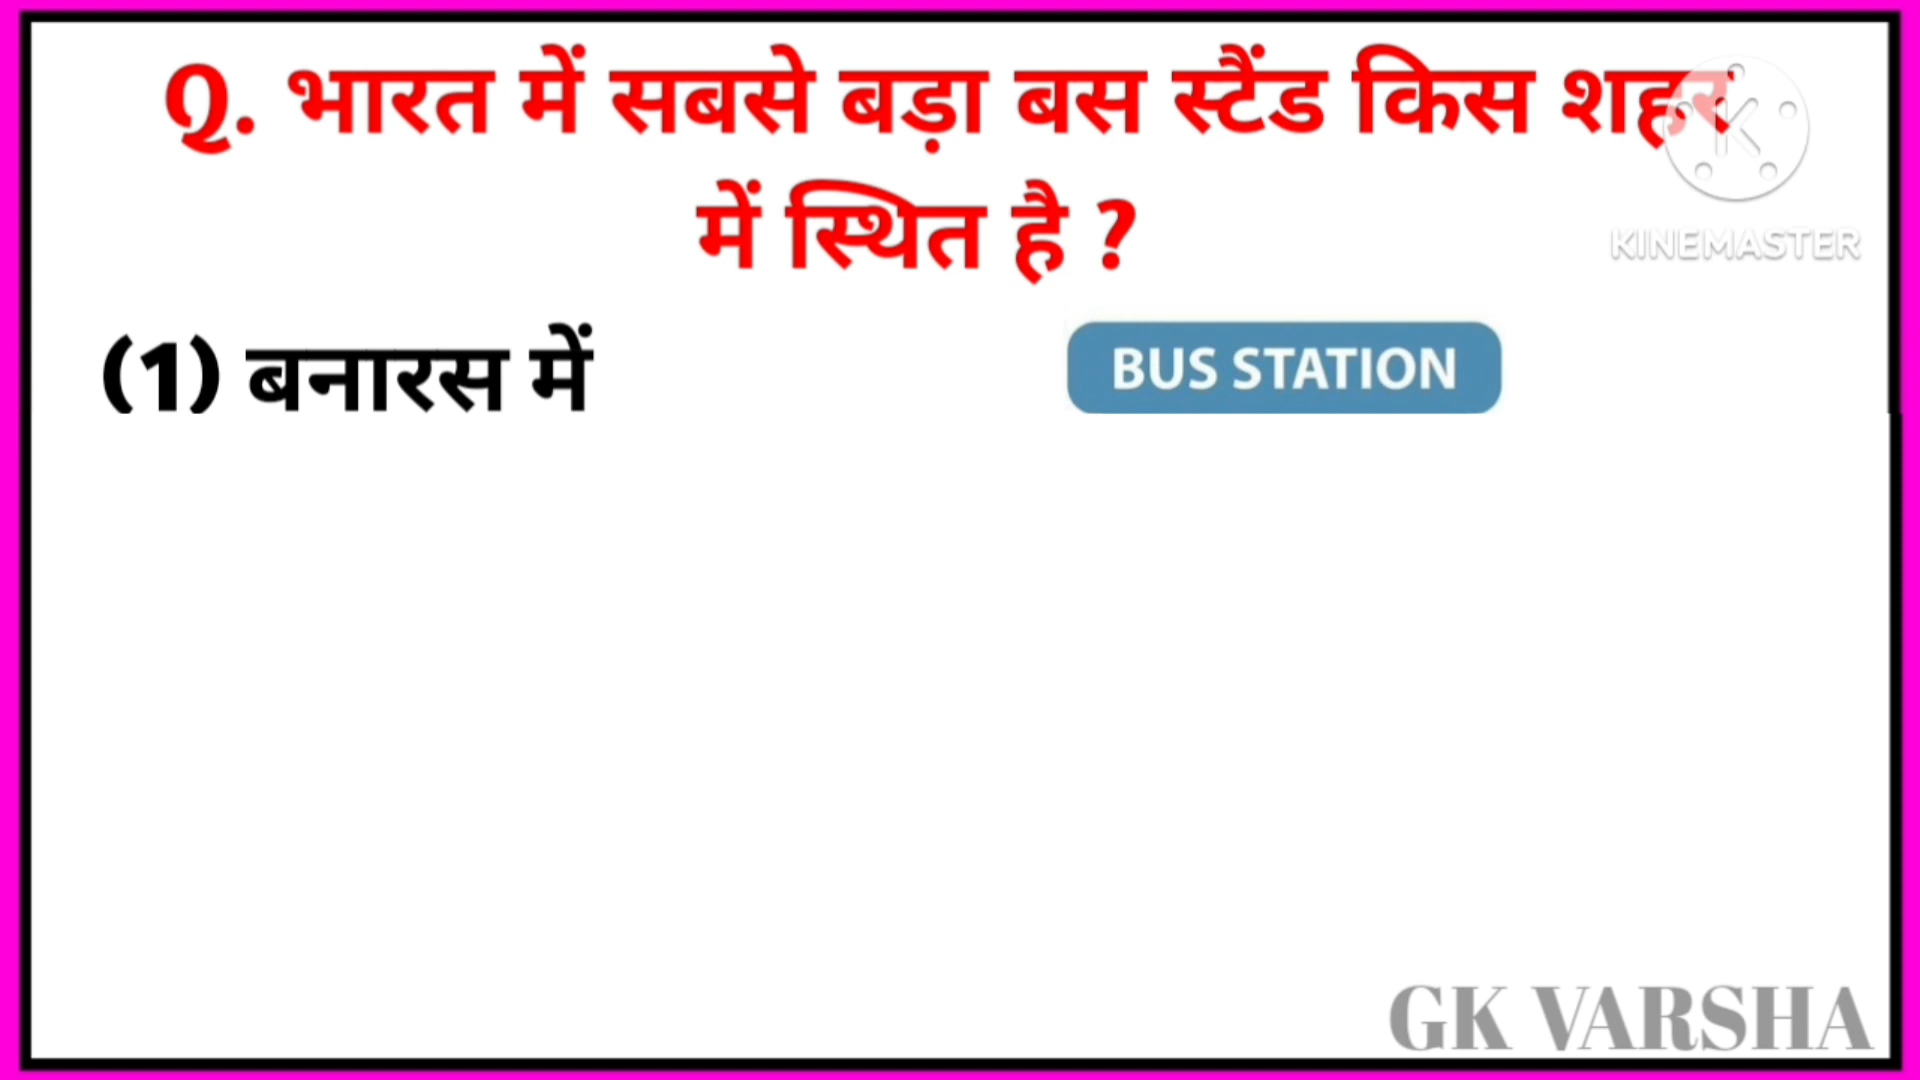 Q. भारत में सबसे बड़ा बस स्टैंड किस शहर
में स्थित है ?
KINEMASTER
(1) बनारस में
BUS STATION
GK VARSHA